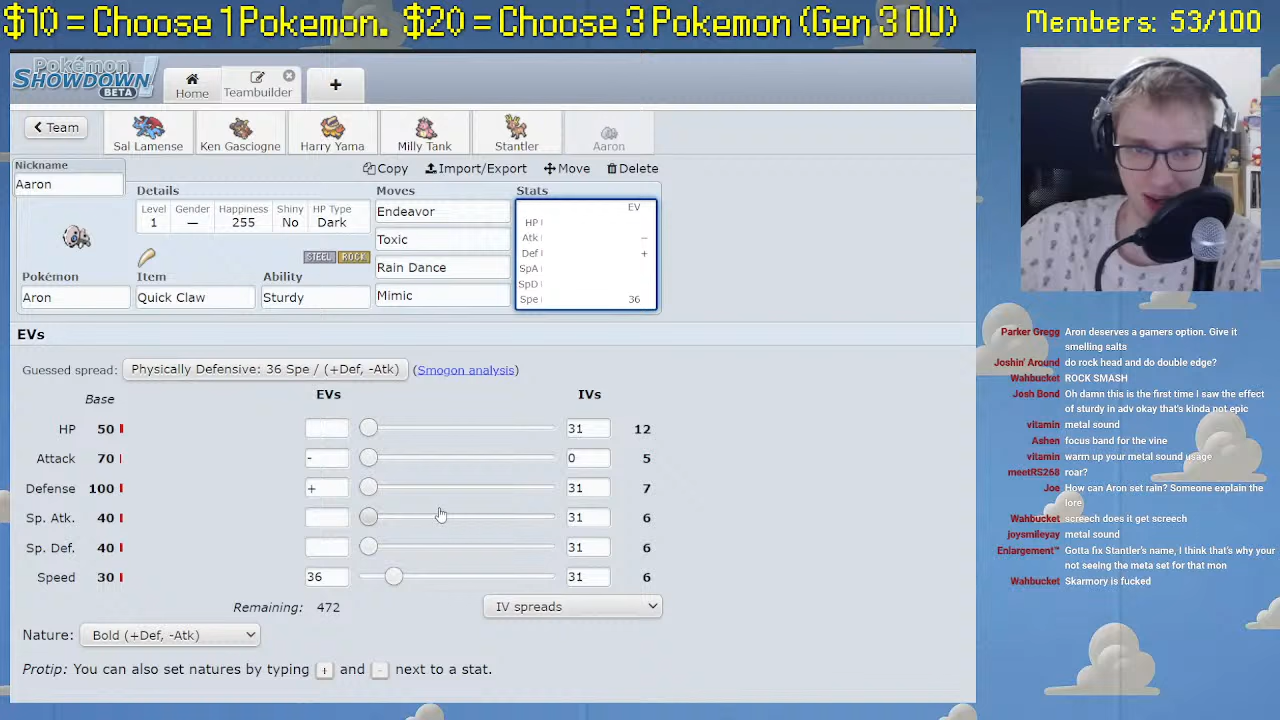 $10 = Choose 1 Pokemon. $20 = Choose 3 Pokemon (Gen 3 OU)
Members: 53/100
Pokémon
SHOWDOWN!
BETA
Home
Teambuilder
+
Team
Sal Lamense
Ken Gasciogne
Harry Yama
Milly Tank
Stantler
Aaron
Nickname
Aaron
Copy
Import/Export
Move
Delete
Details
Level
Gender
Happiness
Shiny
HP Type
1
—
255
No
Dark
STEEL
ROCK
Pokémon
Aron
Item
Quick Claw
Ability
Sturdy
Moves
Endeavor
Toxic
Rain Dance
Mimic
Stats
EV
HP
Atk –
Def +
SpA
SpD
Spe 36
EVs
Guessed spread: Physically Defensive: 36 Spe / (+Def, -Atk) (Smogon analysis)
Base EVs IVs
HP 50 31 12
Attack 70 - 0 5
Defense 100 + 31 7
Sp. Atk. 40 31 6
Sp. Def. 40 31 6
Speed 30 36 31 6
Remaining: 472
IV spreads
Nature: Bold (+Def, -Atk)
Protip: You can also set natures by typing + and - next to a stat.
Parker Gregg Aron deserves a gamers option. Give it
smelling salts
Joshin' Around do rock head and do double edge?
Wahbucket ROCK SMASH
Josh Bond Oh damn this is the first time I saw the effect
of sturdy in adv okay that's kinda not epic
vitamin metal sound
Ashen focus band for the vine
vitamin warm up your metal sound usage
meetRS268 roar?
Joe How can Aron set rain? Someone explain the
lore
Wahbucket screech does it get screech
joysmileyay metal sound
Enlargement™ Gotta fix Stantler's name, I think that's why your
not seeing the meta set for that mon
Wahbucket Skarmory is fucked